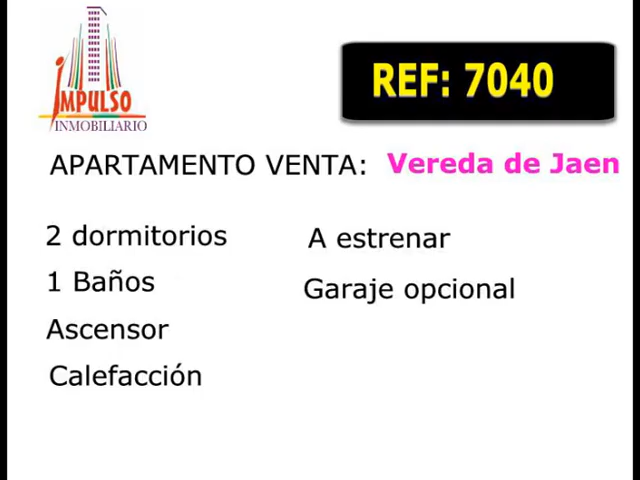 IMPULSO
INMOBILIARIO
REF: 7040
APARTAMENTO VENTA: Vereda de Jaen
2 dormitorios
1 Baños
Ascensor
Calefacción
A estrenar
Garaje opcional